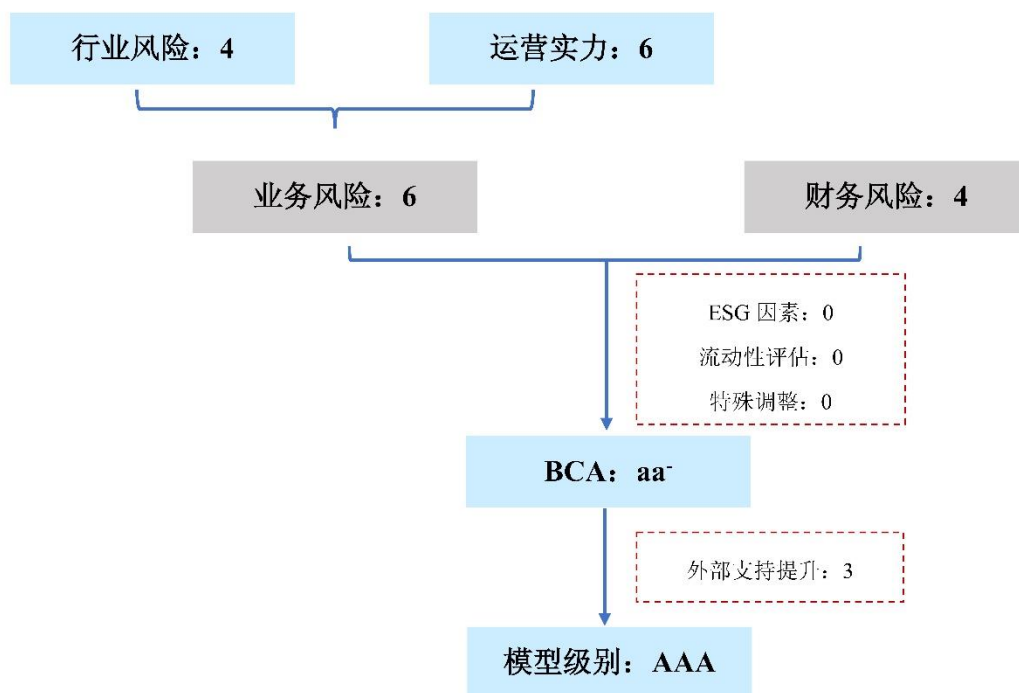 行业风险：4
运营实力：6
业务风险：6
财务风险：4
ESG 因素：0
流动性评估：0
特殊调整：0
BCA：aa⁻
外部支持提升：3
模型级别：AAA